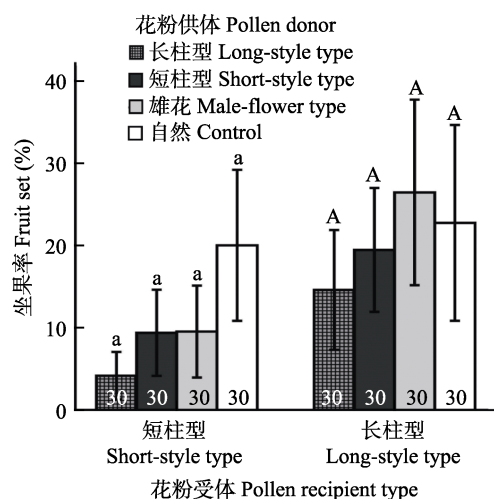 花粉供体 Pollen donor
长柱型 Long-style type
短柱型 Short-style type
雄花 Male-flower type
自然 Control
坐果率 Fruit set (%)
40
30
20
10
0
a
a
a
a
A
A
A
A
30
30
30
30
30
30
30
30
短柱型
长柱型
Short-style type
Long-style type
花粉受体 Pollen recipient type